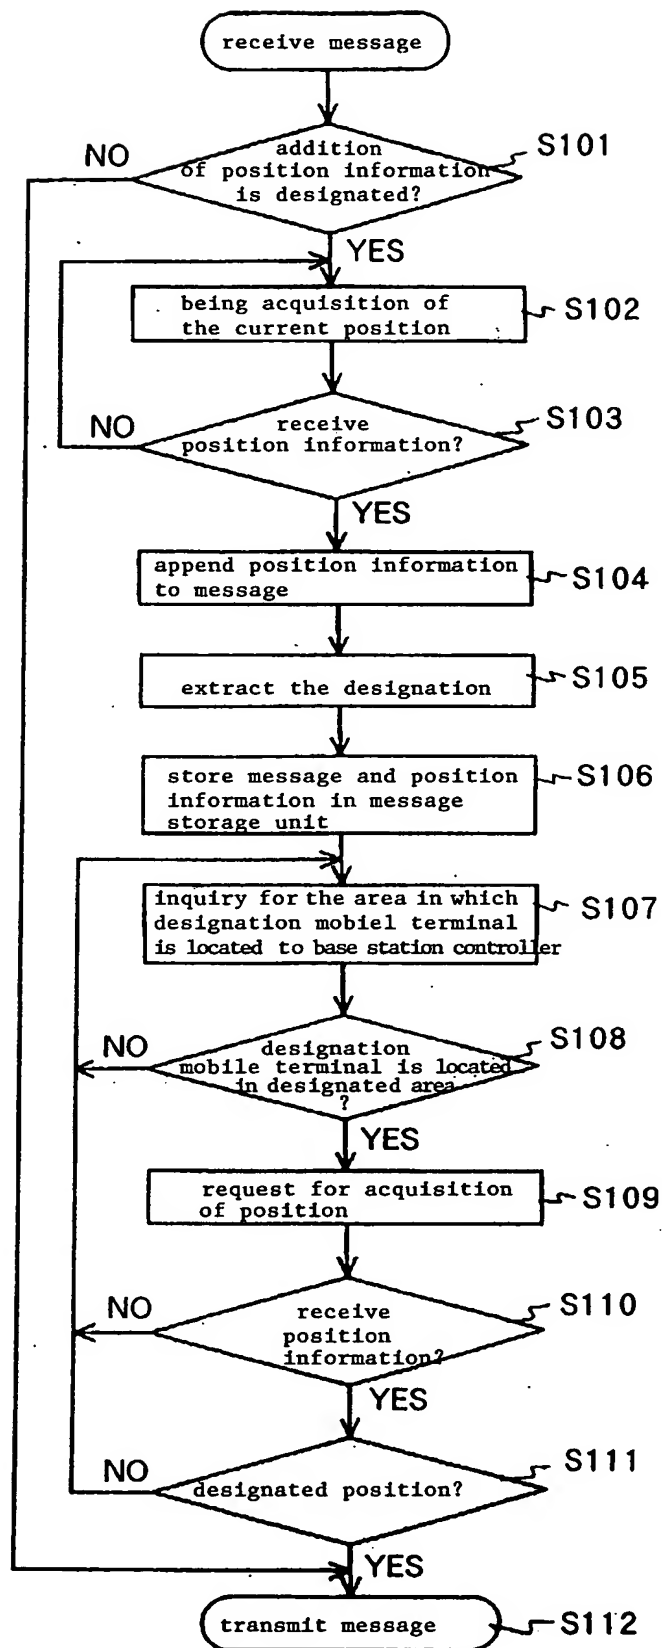 receive message
addition
of position information
is designated?
S101
NO
YES
being acquisition of
the current position
S102
receive
position information?
S103
NO
YES
append position information
to message
S104
extract the designation
S105
store message and position
information in message
storage unit
S106
inquiry for the area in which
designation mobiel terminal
is located to base station controller
S107
designation
mobile terminal is located
in designated area
?
S108
NO
YES
request for acquisition
of position
S109
receive
position
information?
S110
NO
YES
designated position?
S111
NO
YES
transmit message
S112